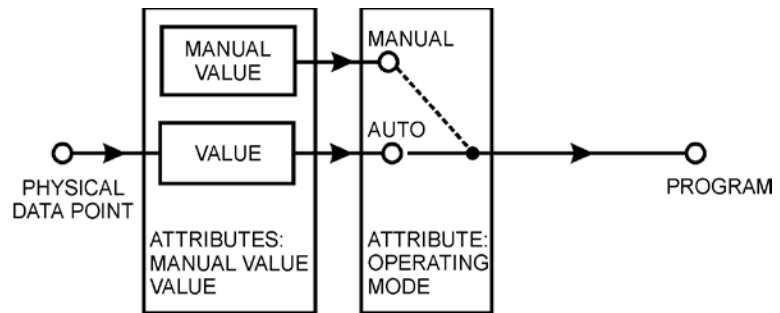 MANUAL
VALUE
MANUAL
AUTO
VALUE
PHYSICAL
DATA POINT
PROGRAM
ATTRIBUTES:
MANUAL VALUE
VALUE
ATTRIBUTE:
OPERATING
MODE